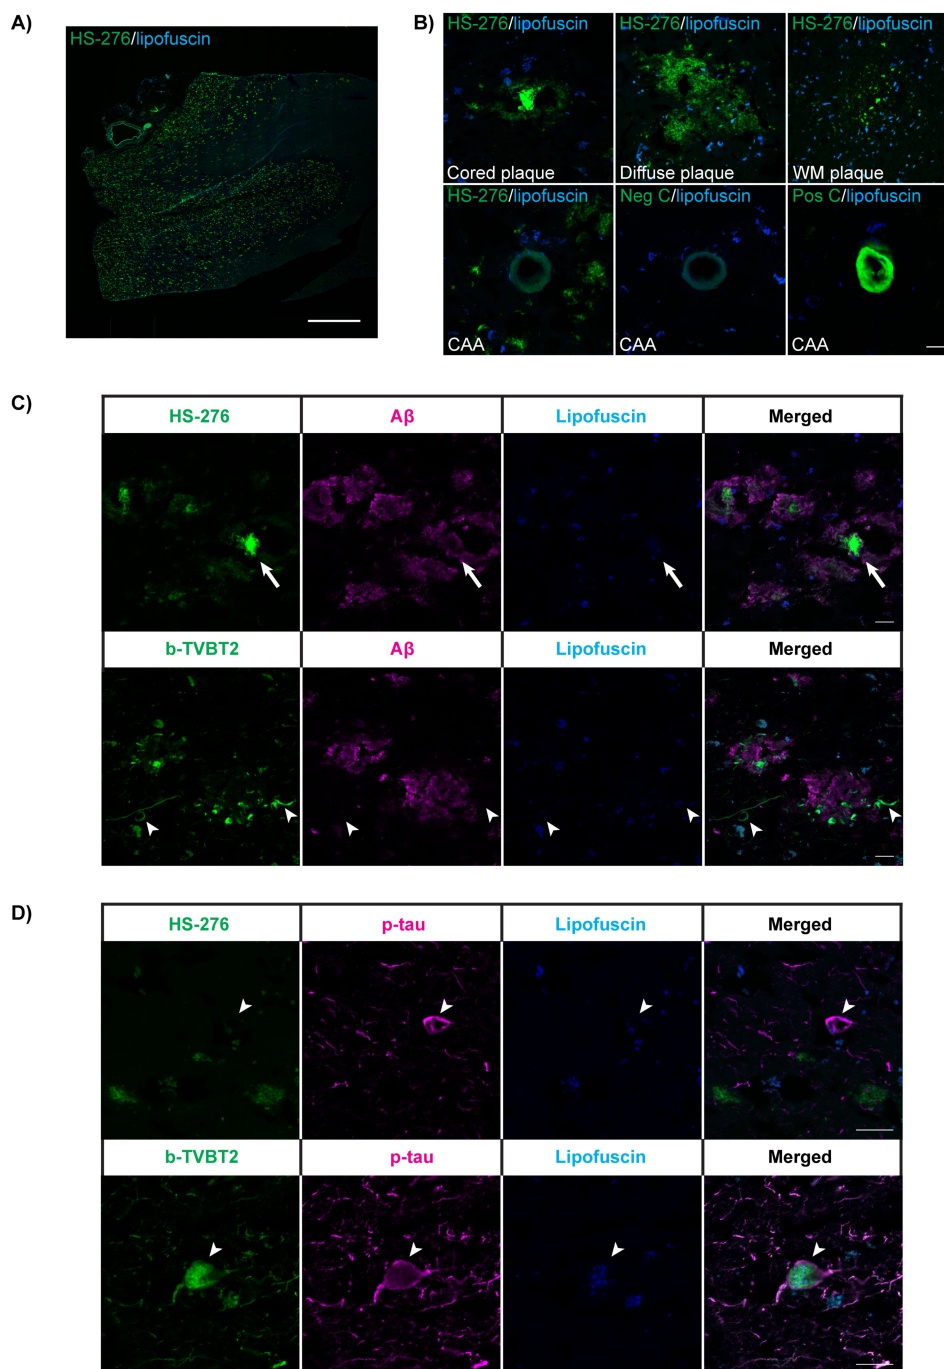 A)
HS-276/lipofuscin
B)
HS-276/lipofuscin
HS-276/lipofuscin
HS-276/lipofuscin
Cored plaque
Diffuse plaque
WM plaque
HS-276/lipofuscin
Neg C/lipofuscin
Pos C/lipofuscin
CAA
CAA
CAA
C)
HS-276
Aβ
Lipofuscin
Merged
b-TVBT2
Aβ
Lipofuscin
Merged
D)
HS-276
p-tau
Lipofuscin
Merged
b-TVBT2
p-tau
Lipofuscin
Merged